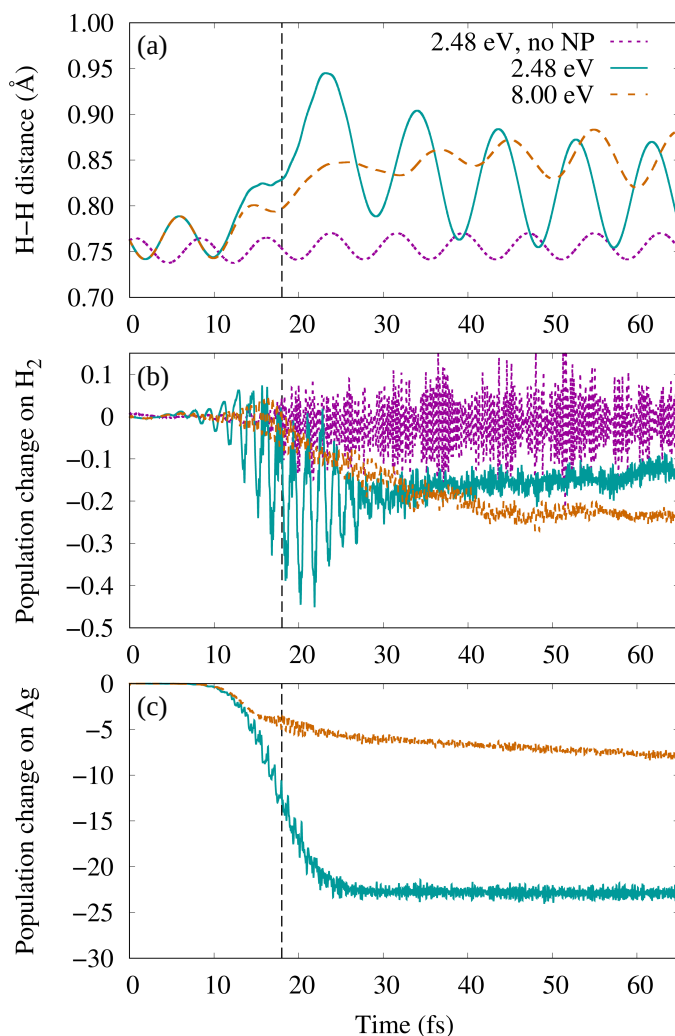 1.00
0.95
0.90
0.85
0.80
0.75
0.70
H−H distance (Å)
(a)
2.48 eV, no NP
2.48 eV
8.00 eV
0 10 20 30 40 50 60
0.1
0
−0.1
−0.2
−0.3
−0.4
−0.5
Population change on H₂
(b)
0 10 20 30 40 50 60
0
−5
−10
−15
−20
−25
−30
Population change on Ag
(c)
0 10 20 30 40 50 60
Time (fs)